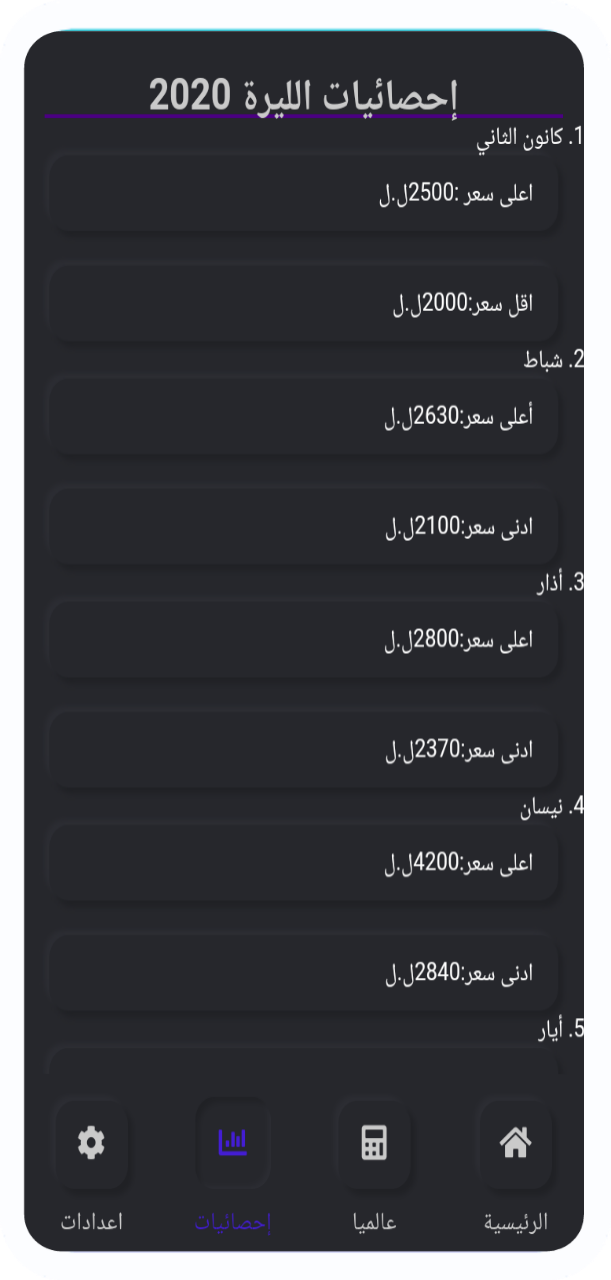 إحصائيات الليرة 2020
1. كانون الثاني
اعلى سعر :2500ل.ل
اقل سعر:2000ل.ل
2. شباط
أعلى سعر:2630ل.ل
ادنى سعر:2100ل.ل
3. أذار
اعلى سعر:2800ل.ل
ادنى سعر:2370ل.ل
4. نيسان
اعلى سعر:4200ل.ل
ادنى سعر:2840ل.ل
5. أيار
الرئيسية
عالميا
إحصائيات
اعدادات